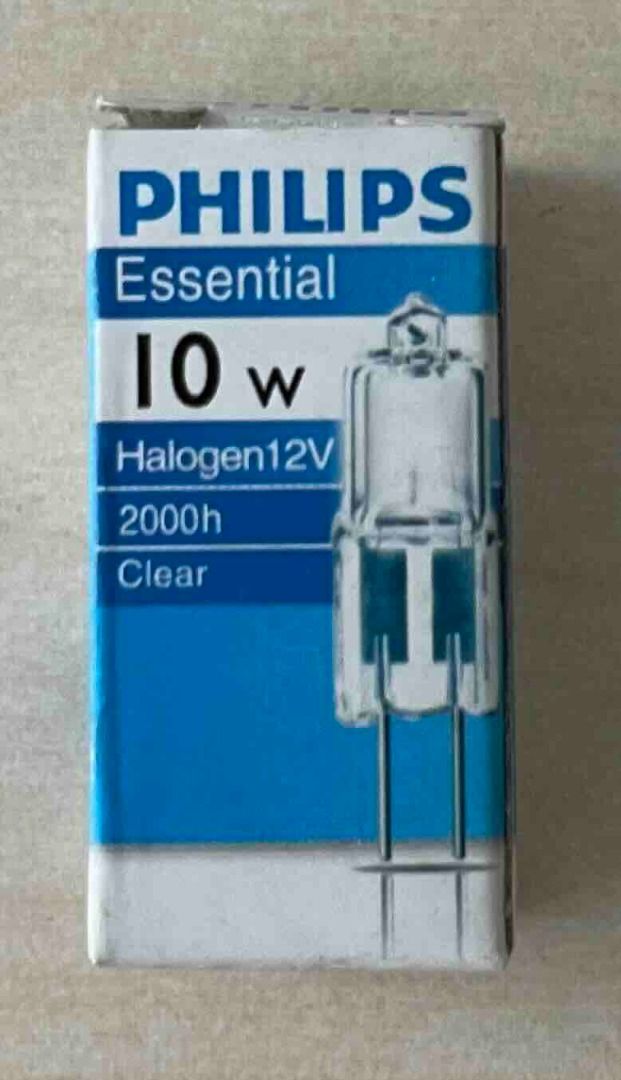 PHILIPS
Essential
10 W
Halogen12V
2000h
Clear